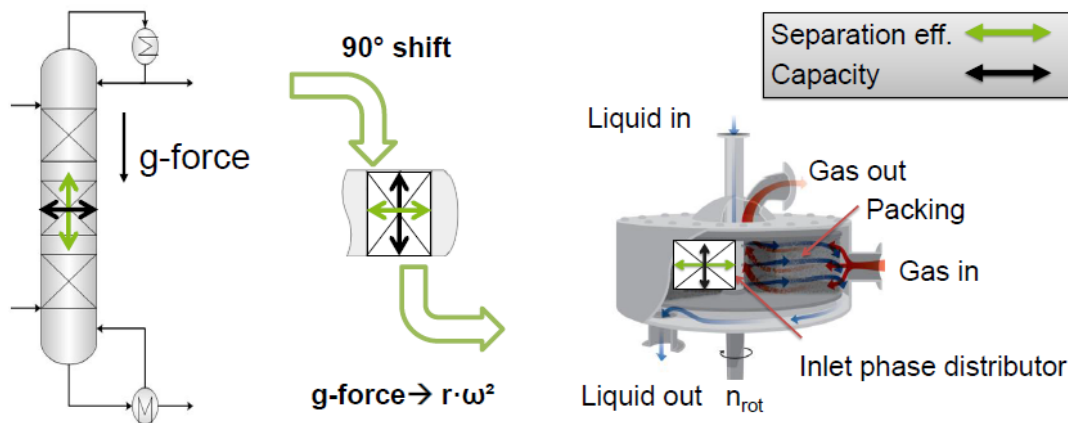 90° shift
g-force
g-force→ r·ω²
Separation eff.
Capacity
Liquid in
Gas out
Packing
Gas in
Inlet phase distributor
Liquid out n_rot
M